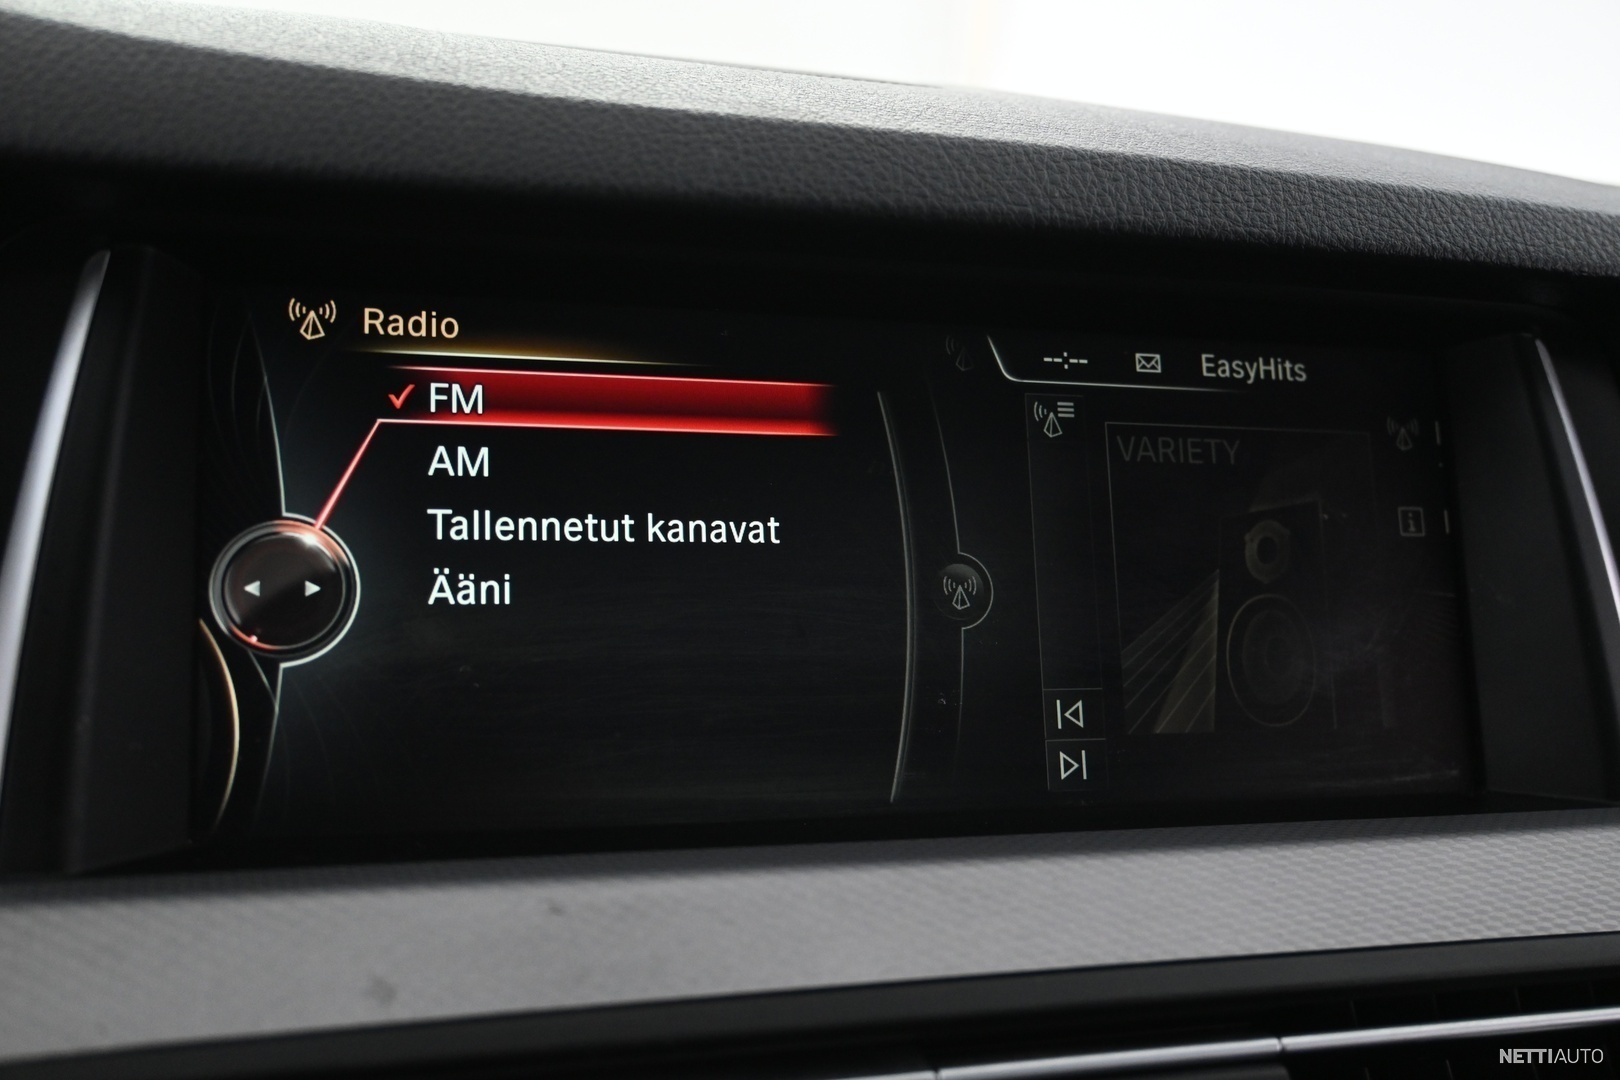 Radio
FM
AM
Tallennetut kanavat
Ääni
--:-- EasyHits
VARIETY
NETTIAUTO